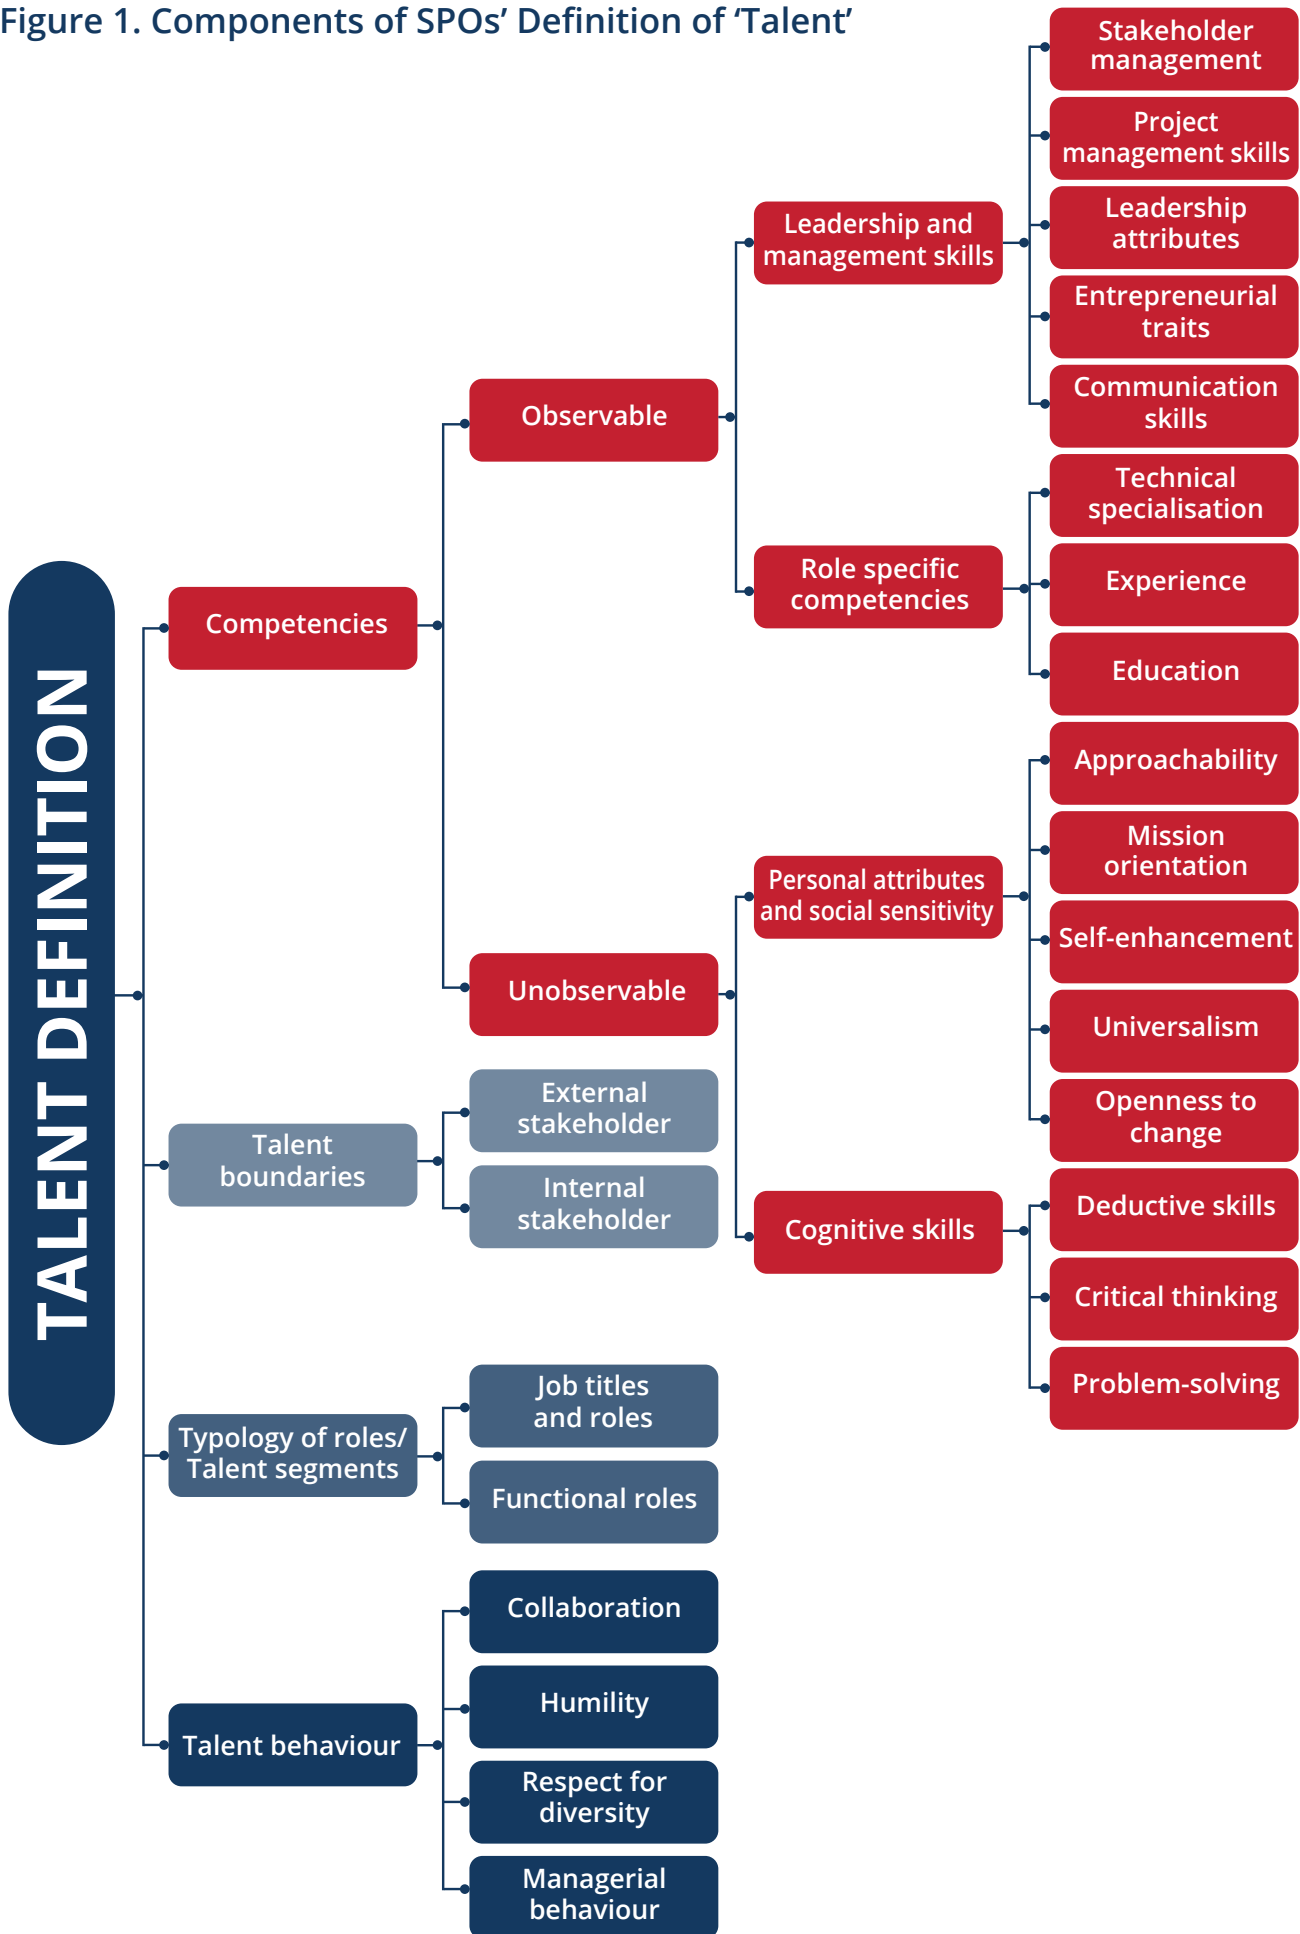 Figure 1. Components of SPOs’ Definition of ‘Talent’
TALENT DEFINITION
Competencies
Observable
Leadership and
management skills
Stakeholder
management
Project
management skills
Leadership
attributes
Entrepreneurial
traits
Communication
skills
Role specific
competencies
Technical
specialisation
Experience
Education
Unobservable
Personal attributes
and social sensitivity
Approachability
Mission
orientation
Self-enhancement
Universalism
Openness to
change
Cognitive skills
Deductive skills
Critical thinking
Problem-solving
Talent
boundaries
External
stakeholder
Internal
stakeholder
Typology of roles/
Talent segments
Job titles
and roles
Functional roles
Talent behaviour
Collaboration
Humility
Respect for
diversity
Managerial
behaviour